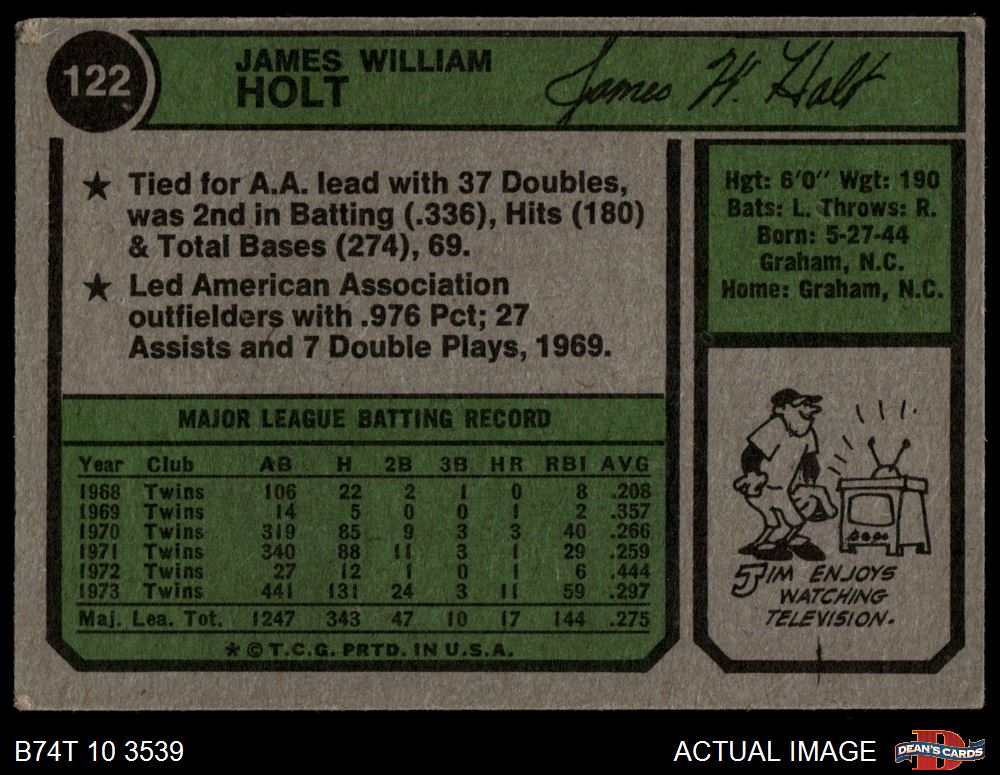 122
JAMES WILLIAM
HOLT
James W. Holt
★ Tied for A.A. lead with 37 Doubles,
was 2nd in Batting (.336), Hits (180)
& Total Bases (274), 69.
★ Led American Association
outfielders with .976 Pct; 27
Assists and 7 Double Plays, 1969.
Hgt: 6'0" Wgt: 190
Bats: L. Throws: R.
Born: 5-27-44
Graham, N.C.
Home: Graham, N.C.
MAJOR LEAGUE BATTING RECORD
Year Club AB H 2B 3B HR RBI AVG
1968 Twins 106 22 2 1 0 8 .208
1969 Twins 14 5 0 0 1 2 .357
1970 Twins 319 85 9 3 3 40 .266
1971 Twins 340 88 11 3 1 29 .259
1972 Twins 27 12 1 0 1 6 .444
1973 Twins 441 131 24 3 11 59 .297
Maj. Lea. Tot. 1247 343 47 10 17 144 .275
★ © T.C.G. PRTD. IN U.S.A.
JIM ENJOYS
WATCHING
TELEVISION.
B74T 10 3539
ACTUAL IMAGE
DEAN'S CARDS